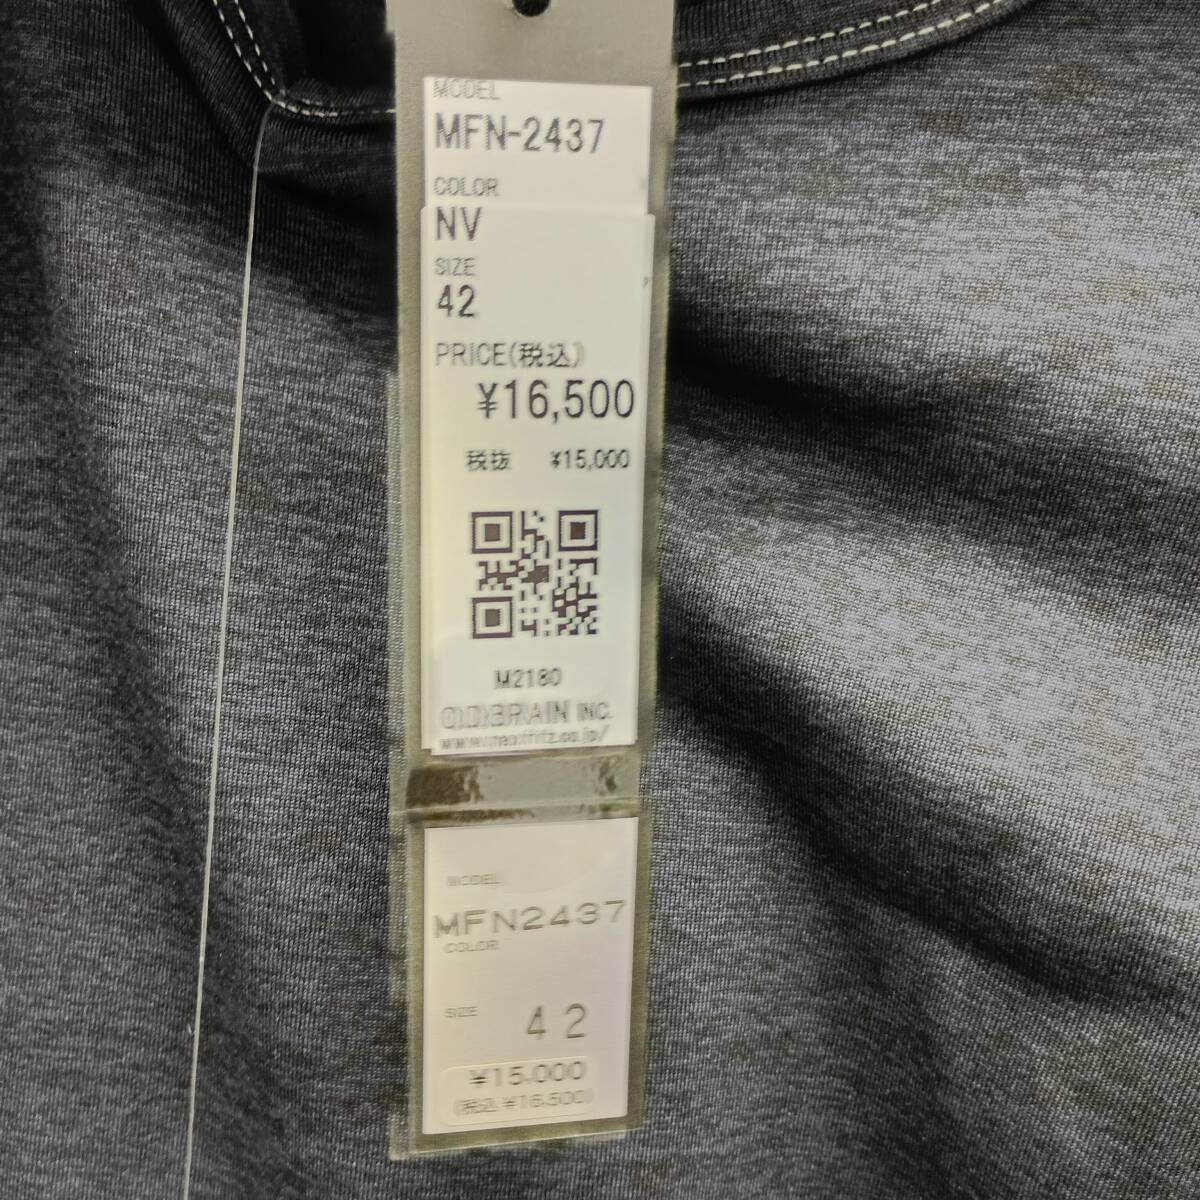 MODEL
MFN-2437
COLOR
NV
SIZE
42
PRICE(税込)
¥16,500
税抜 ¥15,000
M2180
INC.
MODEL
MFN2437
COLOR
SIZE
42
¥15,000
(税込¥16,500)